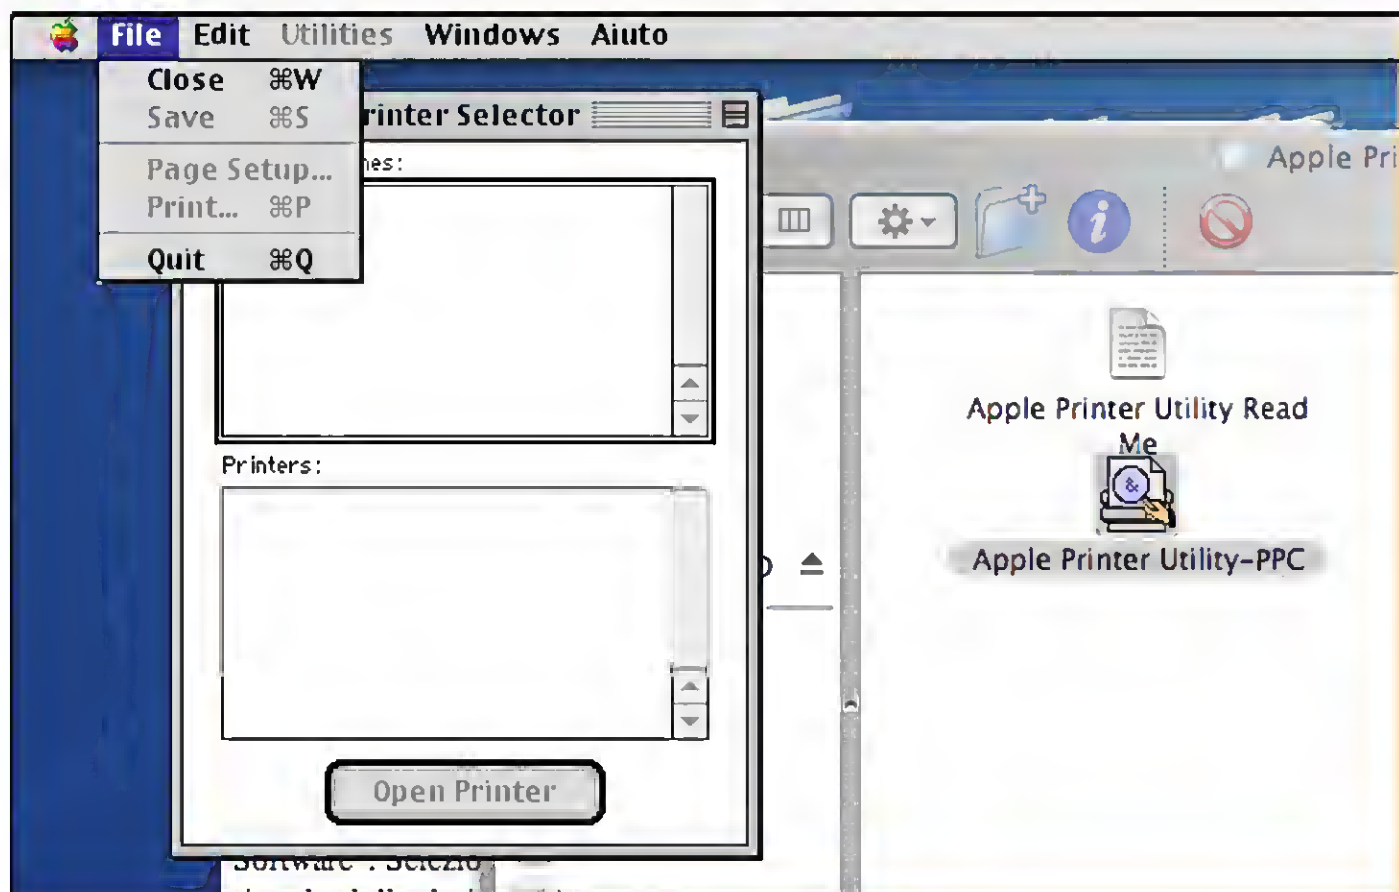 File Edit Utilities Windows Aiuto
Close ⌘W
Save ⌘S
Page Setup...
Print... ⌘P
Quit ⌘Q
rinter Selector
nes:
Printers:
Open Printer
Apple Pri
Apple Printer Utility Read
Me
&
Apple Printer Utility-PPC